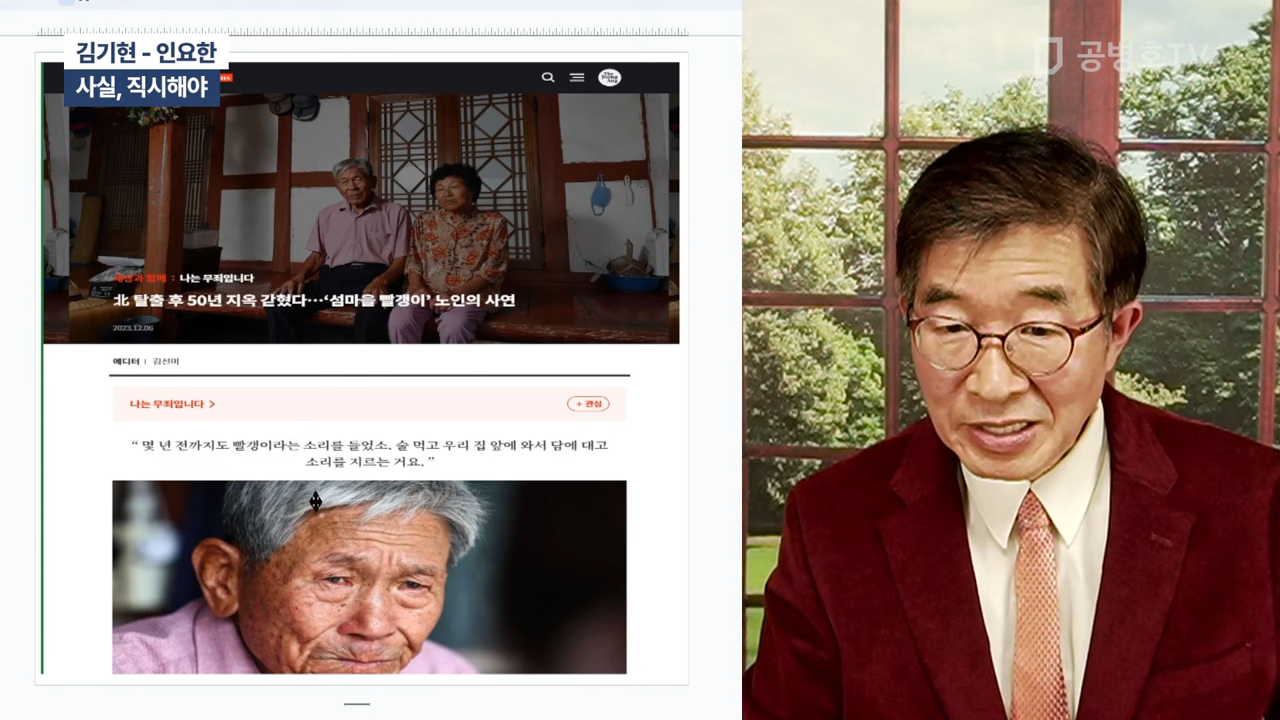 김기현 - 인요한
사실, 직시해야
공병호TV
나는 무죄입니다
北 탈출 후 50년 지옥 갇혔다…‘섬마을 빨갱이’ 노인의 사연
2023.12.06
에디터 | 김선미
나는 무죄입니다 >
+ 관심
“ 몇 년 전까지도 빨갱이라는 소리를 들었소. 술 먹고 우리 집 앞에 와서 담에 대고
소리를 지르는 거요. ”